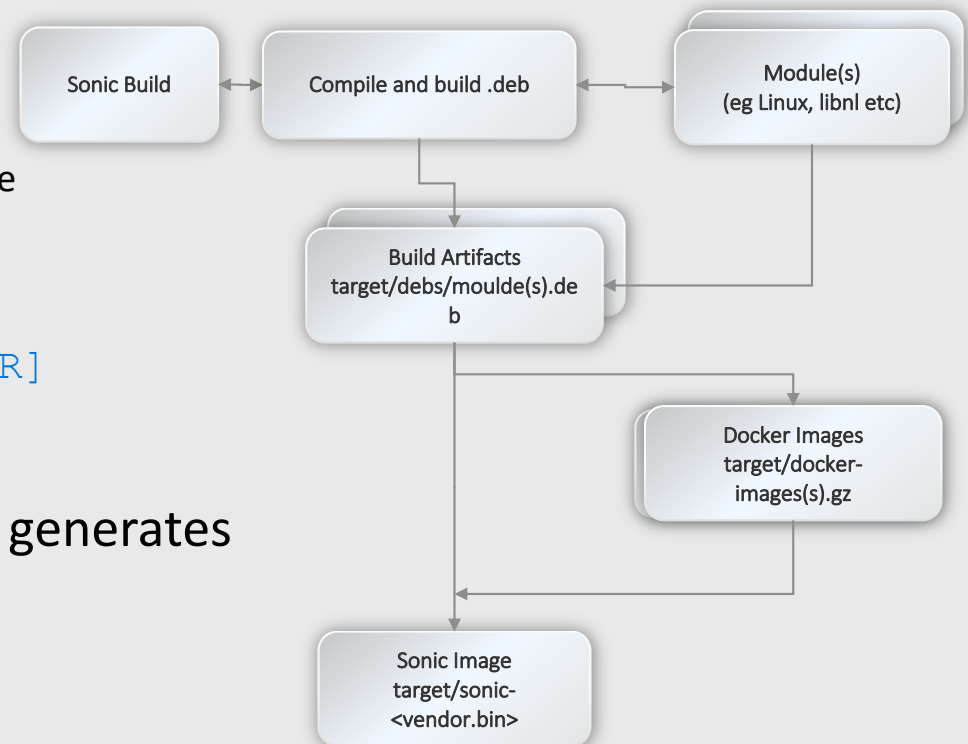 Sonic Build
Compile and build .deb
Module(s)
(eg Linux, libnl etc)
e
Build Artifacts
target/debs/moulde(s).de
b
R]
Docker Images
target/docker-
images(s).gz
generates
Sonic Image
target/sonic-
<vendor.bin>